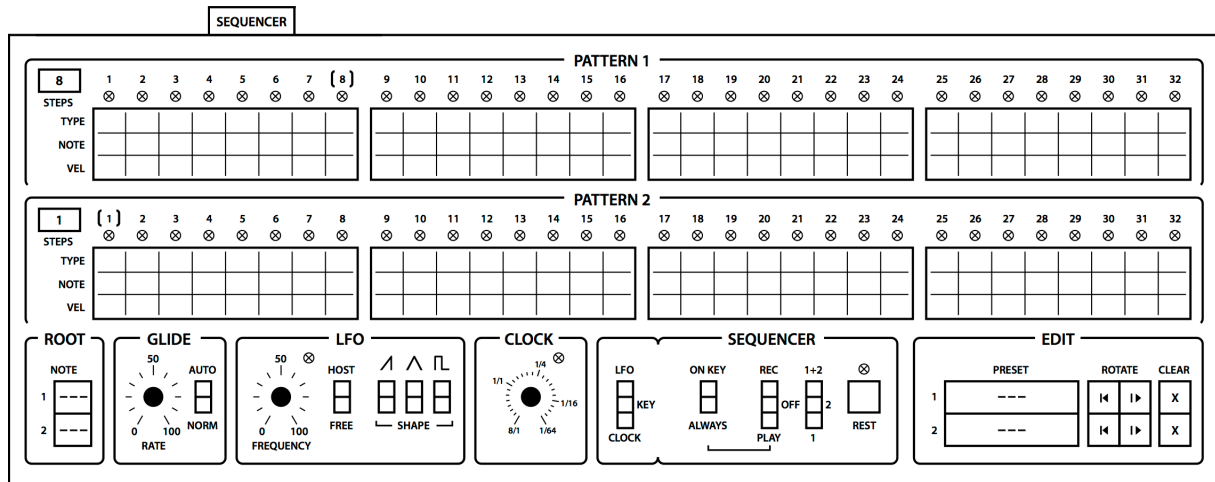 SEQUENCER
PATTERN 1
8 1 2 3 4 5 6 7 (8) 9 10 11 12 13 14 15 16 17 18 19 20 21 22 23 24 25 26 27 28 29 30 31 32
STEPS
TYPE
NOTE
VEL
PATTERN 2
1 (1) 2 3 4 5 6 7 8 9 10 11 12 13 14 15 16 17 18 19 20 21 22 23 24 25 26 27 28 29 30 31 32
STEPS
TYPE
NOTE
VEL
ROOT
NOTE
1 ---
2 ---
GLIDE
50
0 100
RATE
AUTO
NORM
LFO
50
0 100
FREQUENCY
HOST
FREE
SHAPE
CLOCK
1/4
1/1
1/16
8/1 1/64
SEQUENCER
LFO
KEY
CLOCK
ON KEY
ALWAYS
REC
OFF
PLAY
1+2
2
1
REST
EDIT
PRESET ROTATE CLEAR
1 --- X
2 --- X